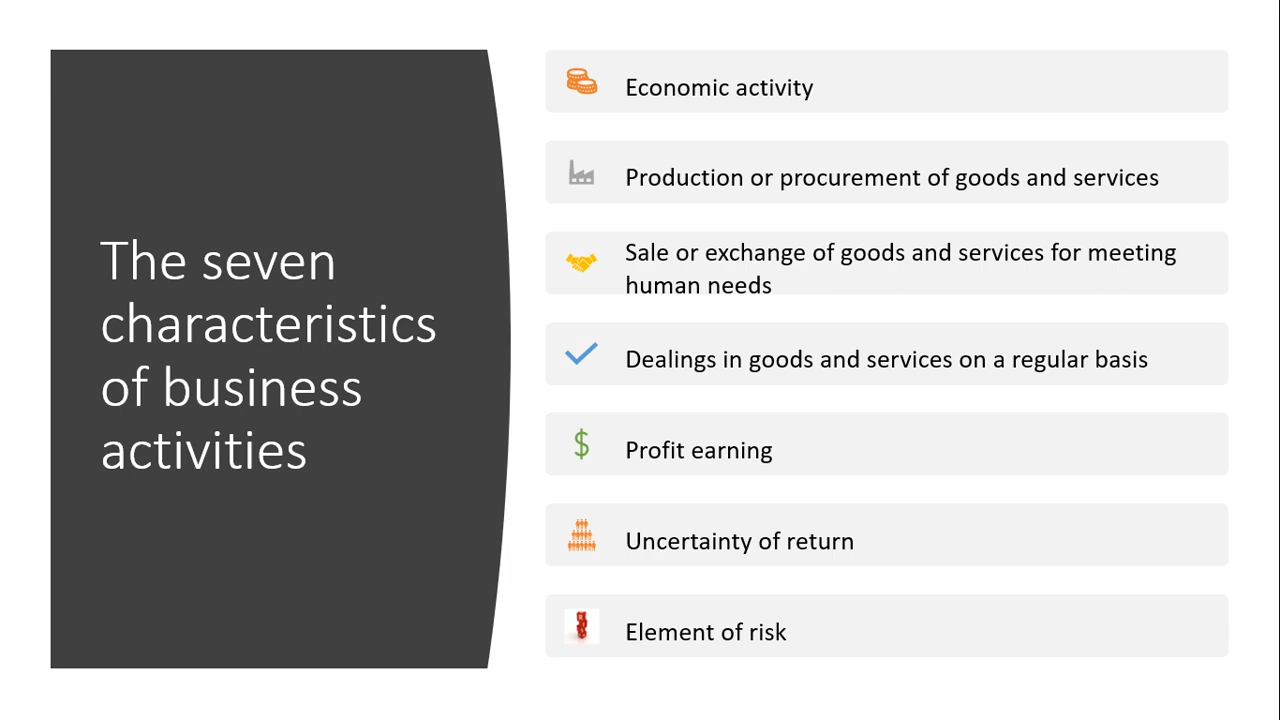 The seven
characteristics
of business
activities
Economic activity
Production or procurement of goods and services
Sale or exchange of goods and services for meeting
human needs
Dealings in goods and services on a regular basis
$
Profit earning
Uncertainty of return
Element of risk